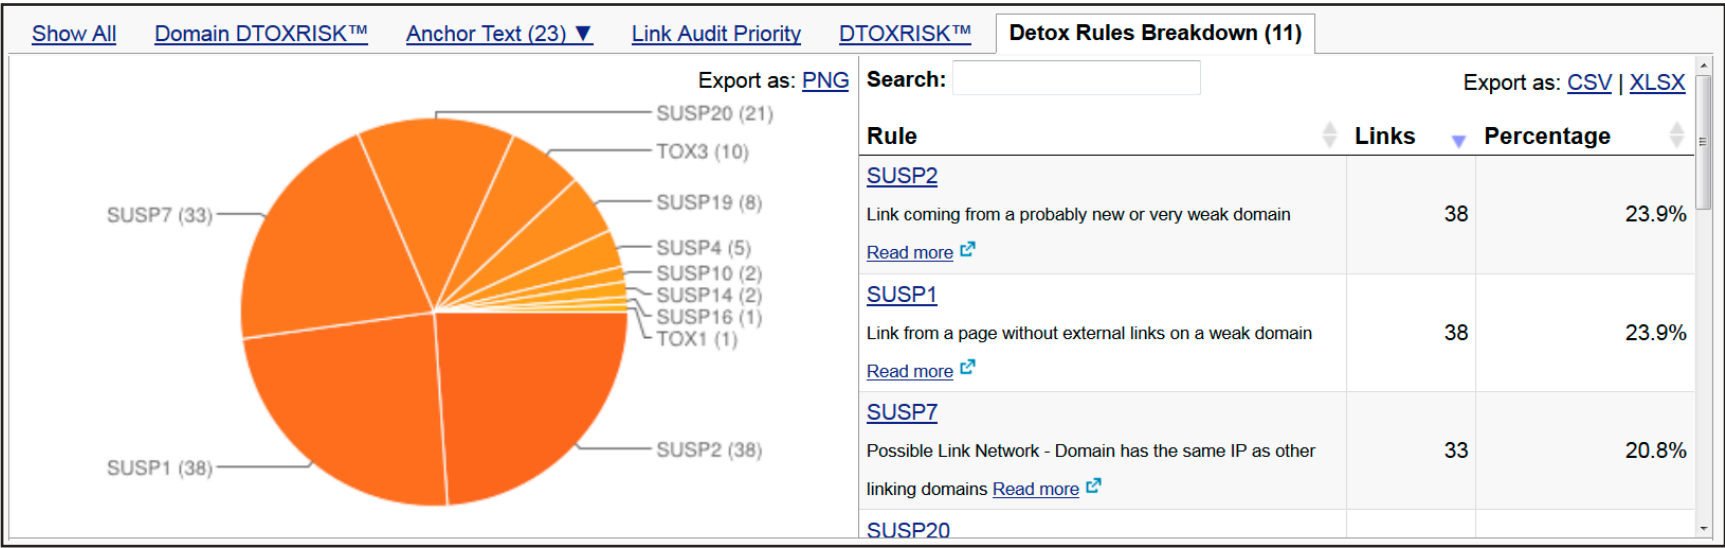 Show All Domain DTOXRISK™ Anchor Text (23) ▼ Link Audit Priority DTOXRISK™ Detox Rules Breakdown (11)
Export as: PNG
SUSP20 (21)
TOX3 (10)
SUSP7 (33)
SUSP19 (8)
SUSP4 (5)
SUSP10 (2)
SUSP14 (2)
SUSP16 (1)
TOX1 (1)
SUSP2 (38)
SUSP1 (38)
Search: Export as: CSV | XLSX
Rule Links Percentage
SUSP2
Link coming from a probably new or very weak domain 38 23.9%
Read more
SUSP1
Link from a page without external links on a weak domain 38 23.9%
Read more
SUSP7
Possible Link Network - Domain has the same IP as other 33 20.8%
linking domains Read more
SUSP20